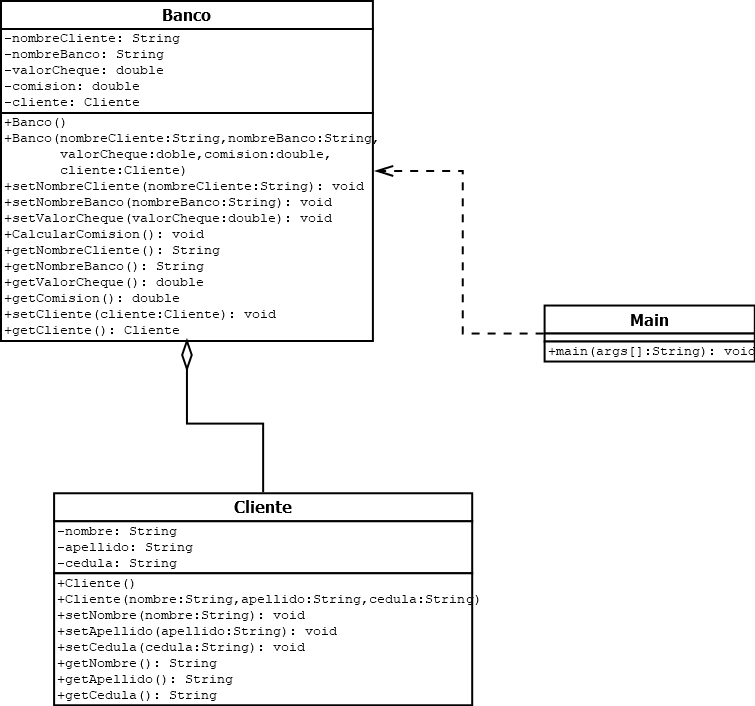 Banco
-nombreCliente: String
-nombreBanco: String
-valorCheque: double
-comision: double
-cliente: Cliente
+Banco()
+Banco(nombreCliente:String,nombreBanco:String,
valorCheque:doble,comision:double,
cliente:Cliente)
+setNombreCliente(nombreCliente:String): void
+setNombreBanco(nombreBanco:String): void
+setValorCheque(valorCheque:double): void
+CalcularComision(): void
+getNombreCliente(): String
+getNombreBanco(): String
+getValorCheque(): double
+getComision(): double
+setCliente(cliente:Cliente): void
+getCliente(): Cliente
Main
+main(args[]:String): void
Cliente
-nombre: String
-apellido: String
-cedula: String
+Cliente()
+Cliente(nombre:String,apellido:String,cedula:String)
+setNombre(nombre:String): void
+setApellido(apellido:String): void
+setCedula(cedula:String): void
+getNombre(): String
+getApellido(): String
+getCedula(): String